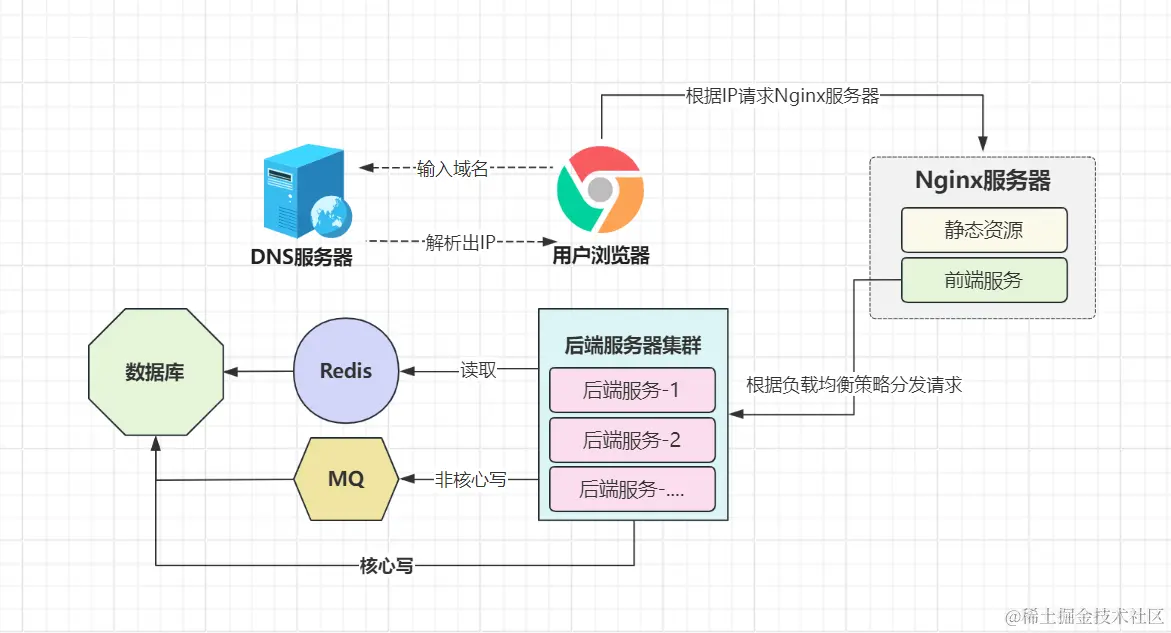 根据IP请求Nginx服务器
输入域名
解析出IP
DNS服务器
用户浏览器
Nginx服务器
静态资源
前端服务
根据负载均衡策略分发请求
后端服务器集群
后端服务-1
后端服务-2
后端服务-....
读取
Redis
数据库
非核心写
MQ
核心写
@稀土掘金技术社区